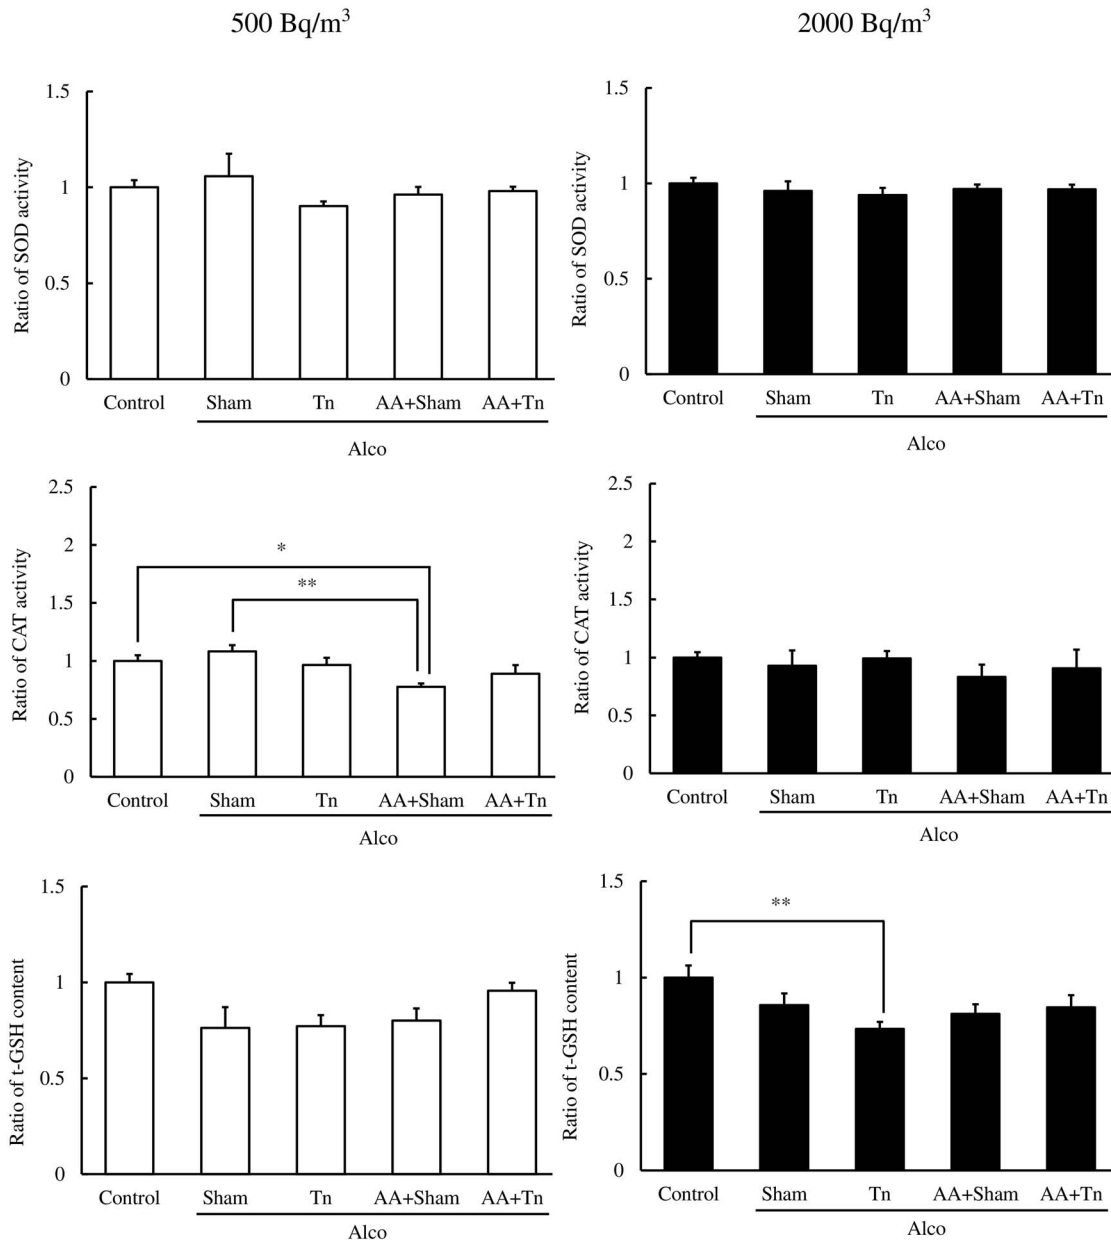 500 Bq/m³
2000 Bq/m³
Ratio of SOD activity
1.5
1
0.5
0
Control Sham Tn AA+Sham AA+Tn
Alco
Ratio of SOD activity
1.5
1
0.5
0
Control Sham Tn AA+Sham AA+Tn
Alco
Ratio of CAT activity
2.5
2
1.5
1
0.5
0
*
**
Control Sham Tn AA+Sham AA+Tn
Alco
Ratio of CAT activity
2.5
2
1.5
1
0.5
0
Control Sham Tn AA+Sham AA+Tn
Alco
Ratio of t-GSH content
1.5
1
0.5
0
Control Sham Tn AA+Sham AA+Tn
Alco
Ratio of t-GSH content
1.5
1
0.5
0
**
Control Sham Tn AA+Sham AA+Tn
Alco